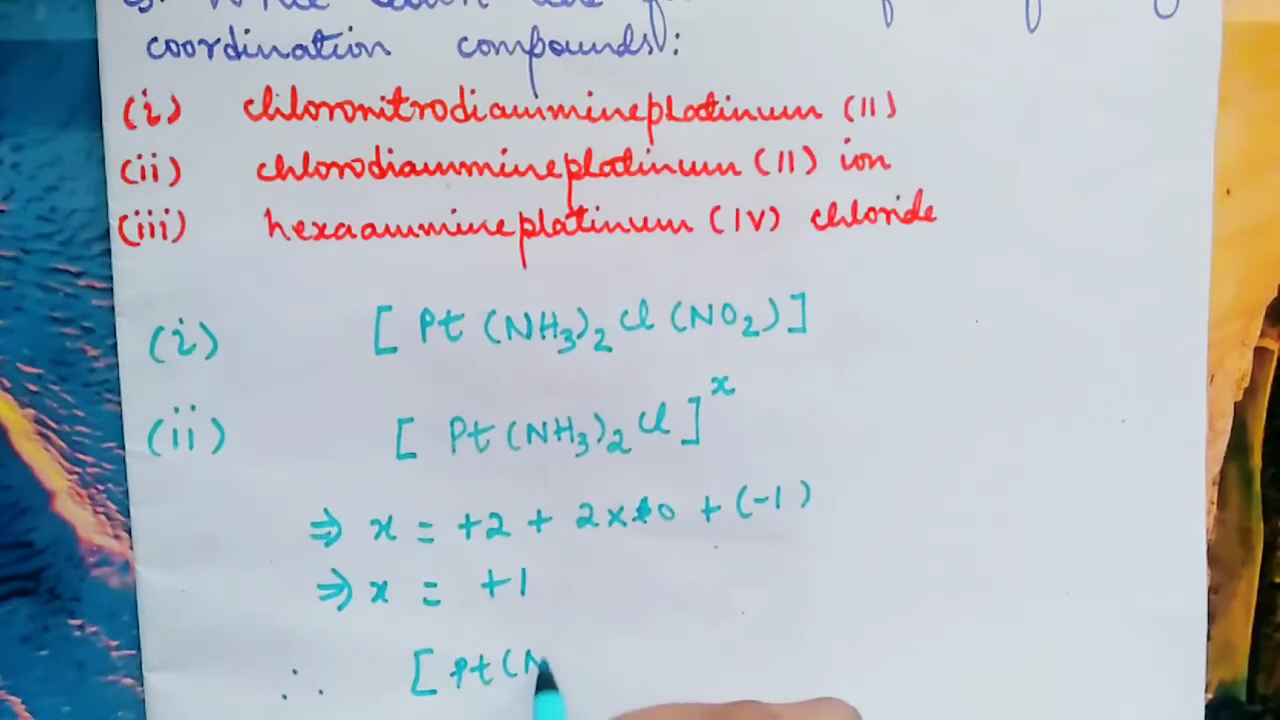 coordination compounds:
(i) chloronitrodiammineplatinum (II)
(ii) chlorodiammineplatinum (II) ion
(iii) hexaammineplatinum (IV) chloride
(i) [Pt(NH₃)₂Cl(NO₂)]
(ii) [Pt(NH₃)₂Cl]ˣ
⇒ x = +2 + 2×0 + (-1)
⇒ x = +1
∴ [Pt(N